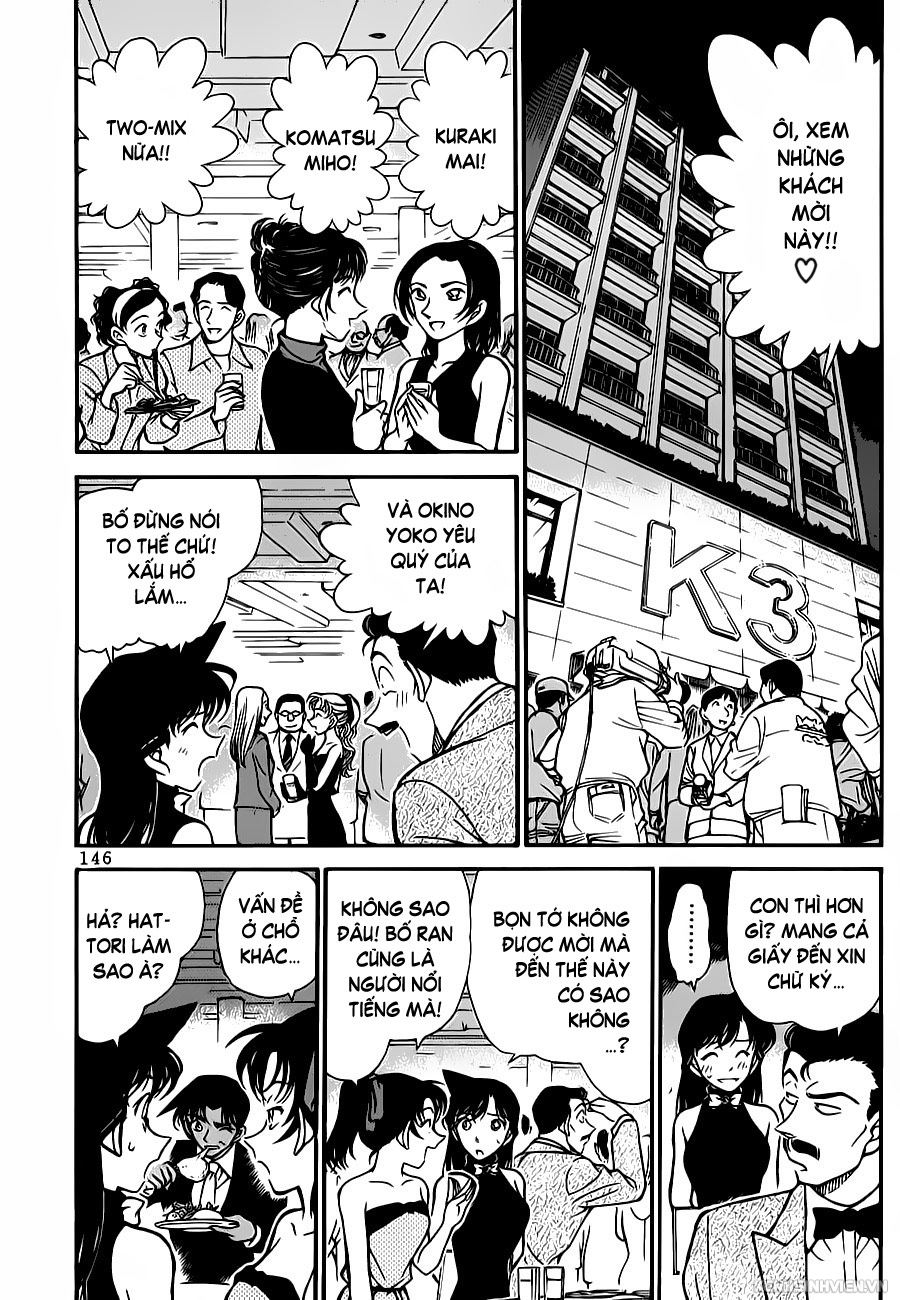 ÔI, XEM
NHỮNG
KHÁCH
MỜI
NÀY!!
♡
K3
KURAKI
MAI!
KOMATSU
MIHO!
TWO-MIX
NỮA!!
VÀ OKINO
YOKO YÊU
QUÝ CỦA
TA!
BỐ ĐỪNG NÓI
TO THẾ CHỨ!
XẤU HỔ
LẮM...
146
CON THÌ HƠN
GÌ? MANG CẢ
GIẤY ĐẾN XIN
CHỮ KÝ...
........
BỌN TỚ KHÔNG
ĐƯỢC MỜI MÀ
ĐẾN THẾ NÀY
CÓ SAO
KHÔNG
...?
KHÔNG SAO
ĐÂU! BỐ RAN
CŨNG LÀ
NGƯỜI NỔI
TIẾNG MÀ!
VẤN ĐỀ
Ở CHỖ
KHÁC...
HẢ? HAT-
TORI LÀM
SAO À?